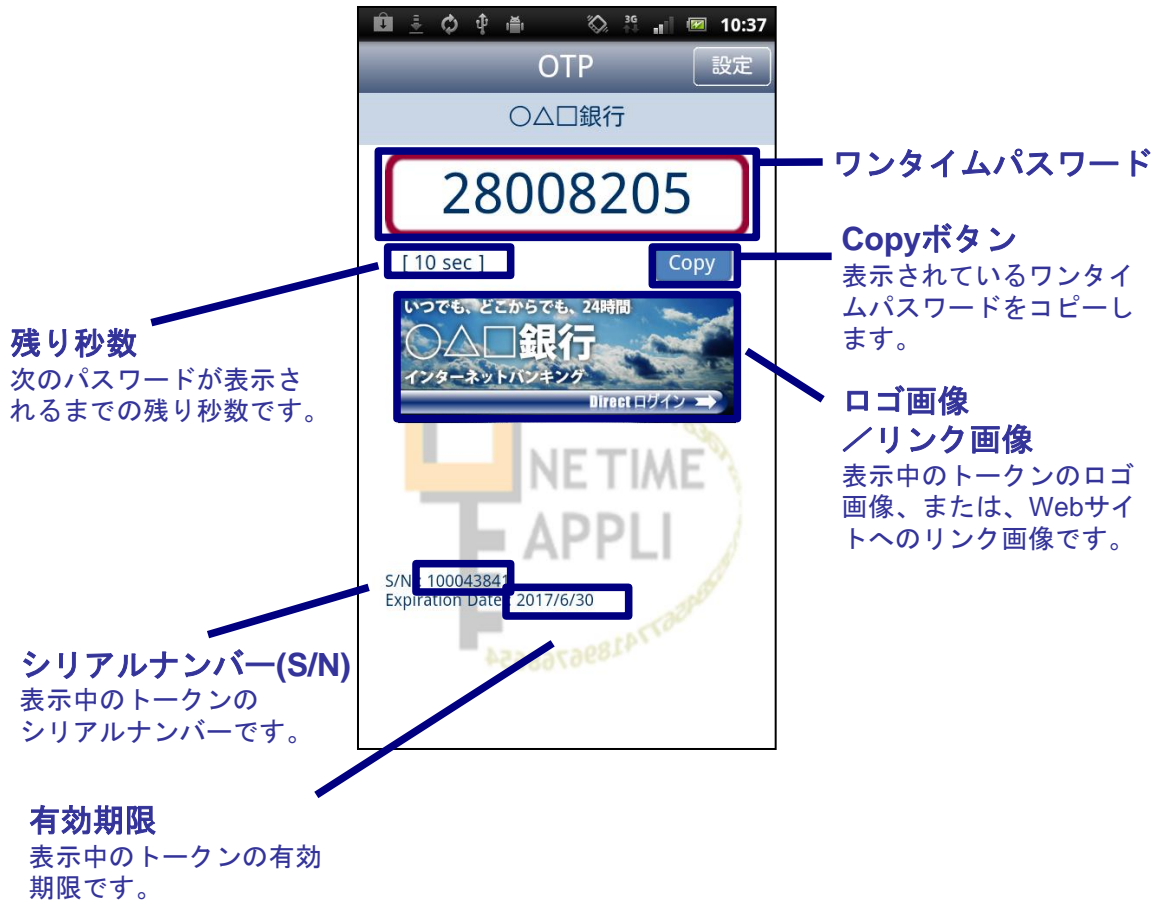 3G
10:37
OTP
設定
○△□銀行
28008205
[ 10 sec ]
Copy
いつでも、どこからでも、24時間
○△□銀行
インターネットバンキング
Direct ログイン
NE TIME
APPLI
S/N : 100043841
Expiration Date : 2017/6/30
ワンタイムパスワード
Copyボタン
表示されているワンタイ
ムパスワードをコピーし
ます。
ロゴ画像
／リンク画像
表示中のトークンのロゴ
画像、または、Webサイ
トへのリンク画像です。
残り秒数
次のパスワードが表示さ
れるまでの残り秒数です。
シリアルナンバー(S/N)
表示中のトークンの
シリアルナンバーです。
有効期限
表示中のトークンの有効
期限です。